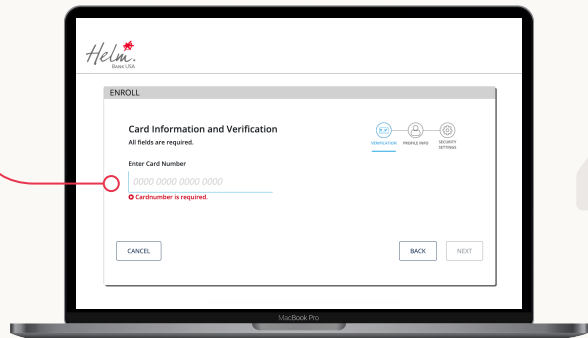 Helm.
BANK USA
ENROLL
Card Information and Verification
All fields are required.
VERIFICATION
PROFILE INFO
SECURITY
SETTINGS
Enter Card Number
0000 0000 0000 0000
Cardnumber is required.
CANCEL
BACK
NEXT
MacBook Pro